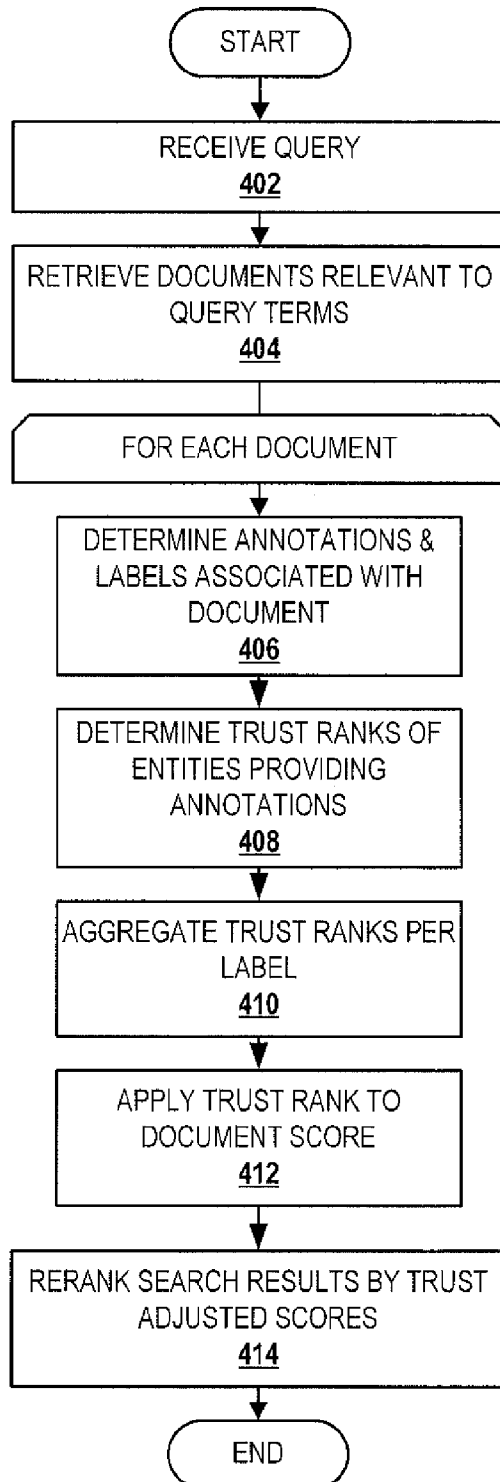 START
RECEIVE QUERY
402
RETRIEVE DOCUMENTS RELEVANT TO
QUERY TERMS
404
FOR EACH DOCUMENT
DETERMINE ANNOTATIONS &
LABELS ASSOCIATED WITH
DOCUMENT
406
DETERMINE TRUST RANKS OF
ENTITIES PROVIDING
ANNOTATIONS
408
AGGREGATE TRUST RANKS PER
LABEL
410
APPLY TRUST RANK TO
DOCUMENT SCORE
412
RERANK SEARCH RESULTS BY TRUST
ADJUSTED SCORES
414
END